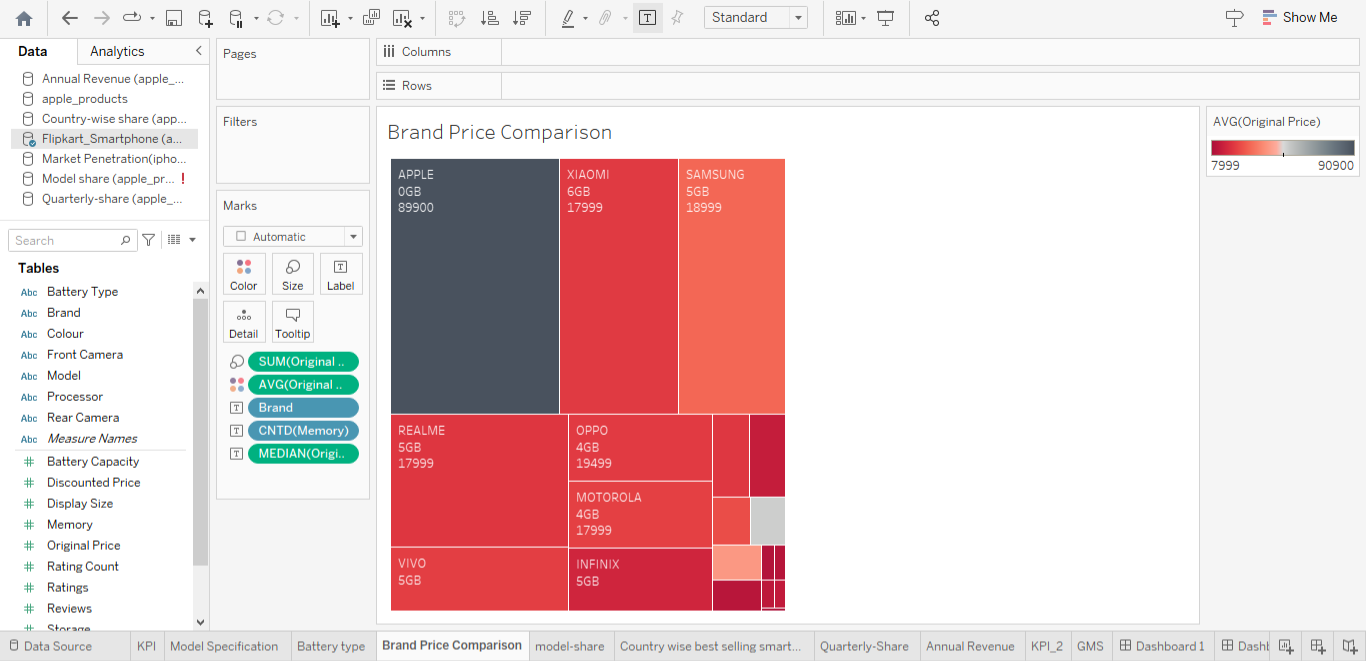 Standard
Show Me
Data
Analytics
Annual Revenue (apple_...
apple_products
Country-wise share (app...
Flipkart_Smartphone (a...
Market Penetration(ipho...
Model share (apple_pr... !
Quarterly-share (apple_...
Search
Tables
Abc Battery Type
Abc Brand
Abc Colour
Abc Front Camera
Abc Model
Abc Processor
Abc Rear Camera
Abc Measure Names
# Battery Capacity
# Discounted Price
# Display Size
# Memory
# Original Price
# Rating Count
# Ratings
# Reviews
# Storage
Pages
Filters
Marks
Automatic
Color
Size
T
Label
Detail
Tooltip
SUM(Original ..
AVG(Original ..
T Brand
T CNTD(Memory)
T MEDIAN(Origi..
Columns
Rows
Brand Price Comparison
APPLE
0GB
89900
XIAOMI
6GB
17999
SAMSUNG
5GB
18999
REALME
5GB
17999
OPPO
4GB
19499
MOTOROLA
4GB
17999
VIVO
5GB
INFINIX
5GB
AVG(Original Price)
7999
90900
Data Source
KPI
Model Specification
Battery type
Brand Price Comparison
model-share
Country wise best selling smart...
Quarterly-Share
Annual Revenue
KPI_2
GMS
Dashboard 1